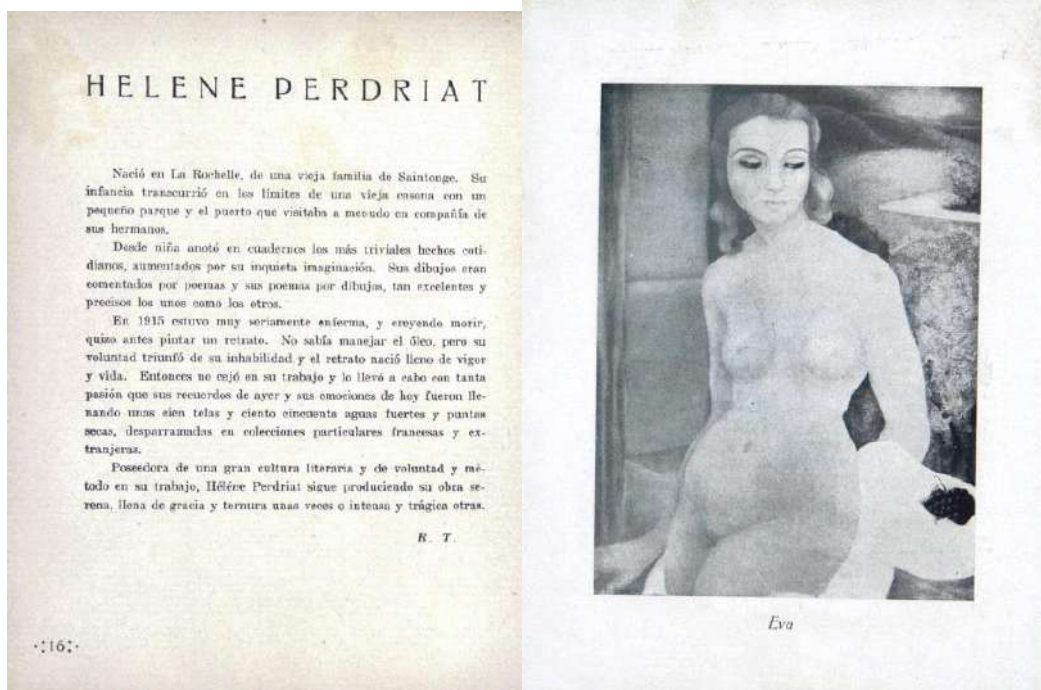 HELENE PERDRIAT
Nació en La Rochelle, de una vieja familia de Saintonge. Su
infancia transcurrió en los límites de una vieja casona con un
pequeño parque y el puerto que visitaba a menudo en compañía de
sus hermanos.
Desde niña anotó en cuadernos los más triviales hechos coti-
dianos, aumentados por su inquieta imaginación. Sus dibujos eran
comentados por poemas y sus poemas por dibujos, tan excelentes y
precisos los unos como los otros.
En 1915 estuvo muy seriamente enferma, y creyendo morir,
quiso antes pintar un retrato. No sabía manejar el óleo, pero su
voluntad triunfó de su inhabilidad y el retrato nació lleno de vigor
y vida. Entonces no cejó en su trabajo y lo llevó a cabo con tanta
pasión que sus recuerdos de ayer y sus emociones de hoy fueron lle-
nando unas cien telas y ciento cincuenta aguas fuertes y puntas
secas, desparramadas en colecciones particulares francesas y ex-
tranjeras.
Poseedora de una gran cultura literaria y de voluntad y mé-
todo en su trabajo, Héléne Perdriat sigue produciendo su obra se-
rena, llena de gracia y ternura unas veces o intensa y trágica otras.
R. T.
16
Eva